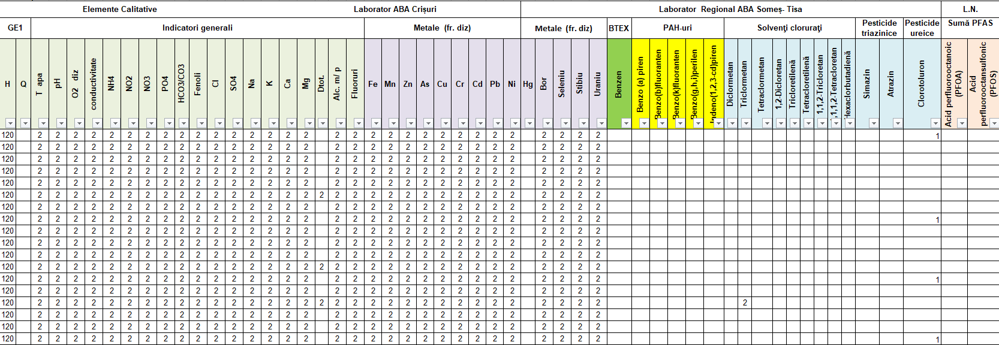 Elemente Calitative Laborator ABA Crișuri Laborator Regional ABA Someș- Tisa L.N.
GE1 Indicatori generali Metale (fr. diz) Metale (fr. diz) BTEX PAH-uri Solvenţi cloruraţi Pesticide triazinice Pesticide ureice Sumă PFAS
H Q T apa pH O2 diz conductivitate NH4 NO2 NO3 PO4 HCO3/CO3 Fenoli Cl SO4 Na K Ca Mg Dtot. Alc. m/ p Fluoruri Fe Mn Zn As Cu Cr Cd Pb Ni Hg Bor Seleniu Stibiu Uraniu Benzen Benzo (a) piren Benzo(b)fluoranten Benzo(k)fluoranten Benzo(g,h,i)perilen Indeno(1,2,3-cd)piren Diclormetan Triclormetan Tetraclormetan 1,2-Dicloretan Tricloretilenă Tetracloretilenă 1,1,2-Tricloretan 1,1,1,2-Tetracloretan Hexaclorbutadienă Simazin Atrazin Clorotoluron Acid perfluorooctanoic (PFOA) Acid perfluorooctansulfonic (PFOS)
120 2 2 2 2 2 2 2 2 2 2 2 2 2 2 2 2 2 2 2 2 2 2 2 2 2 2 2 2 2 2 2 1
120 2 2 2 2 2 2 2 2 2 2 2 2 2 2 2 2 2 2 2 2 2 2 2 2 2 2 2 2 2 2 2
120 2 2 2 2 2 2 2 2 2 2 2 2 2 2 2 2 2 2 2 2 2 2 2 2 2 2 2 2 2 2 2
120 2 2 2 2 2 2 2 2 2 2 2 2 2 2 2 2 2 2 2 2 2 2 2 2 2 2 2 2 2 2 2
120 2 2 2 2 2 2 2 2 2 2 2 2 2 2 2 2 2 2 2 2 2 2 2 2 2 2 2 2 2 2 2
120 2 2 2 2 2 2 2 2 2 2 2 2 2 2 2 2 2 2 2 2 2 2 2 2 2 2 2 2 2 2 2 2
120 2 2 2 2 2 2 2 2 2 2 2 2 2 2 2 2 2 2 2 2 2 2 2 2 2 2 2 2 2 2 2
120 2 2 2 2 2 2 2 2 2 2 2 2 2 2 2 2 2 2 2 2 2 2 2 2 2 2 2 2 2 2 2 1
120 2 2 2 2 2 2 2 2 2 2 2 2 2 2 2 2 2 2 2 2 2 2 2 2 2 2 2 2 2 2 2
120 2 2 2 2 2 2 2 2 2 2 2 2 2 2 2 2 2 2 2 2 2 2 2 2 2 2 2 2 2 2 2
120 2 2 2 2 2 2 2 2 2 2 2 2 2 2 2 2 2 2 2 2 2 2 2 2 2 2 2 2 2 2 2
120 2 2 2 2 2 2 2 2 2 2 2 2 2 2 2 2 2 2 2 2 2 2 2 2 2 2 2 2 2 2 2 2
120 2 2 2 2 2 2 2 2 2 2 2 2 2 2 2 2 2 2 2 2 2 2 2 2 2 2 2 2 2 2 2 1
120 2 2 2 2 2 2 2 2 2 2 2 2 2 2 2 2 2 2 2 2 2 2 2 2 2 2 2 2 2 2 2
120 2 2 2 2 2 2 2 2 2 2 2 2 2 2 2 2 2 2 2 2 2 2 2 2 2 2 2 2 2 2 2 2 2
120 2 2 2 2 2 2 2 2 2 2 2 2 2 2 2 2 2 2 2 2 2 2 2 2 2 2 2 2 2 2 2
120 2 2 2 2 2 2 2 2 2 2 2 2 2 2 2 2 2 2 2 2 2 2 2 2 2 2 2 2 2 2 2
120 2 2 2 2 2 2 2 2 2 2 2 2 2 2 2 2 2 2 2 2 2 2 2 2 2 2 2 2 2 2 2 1